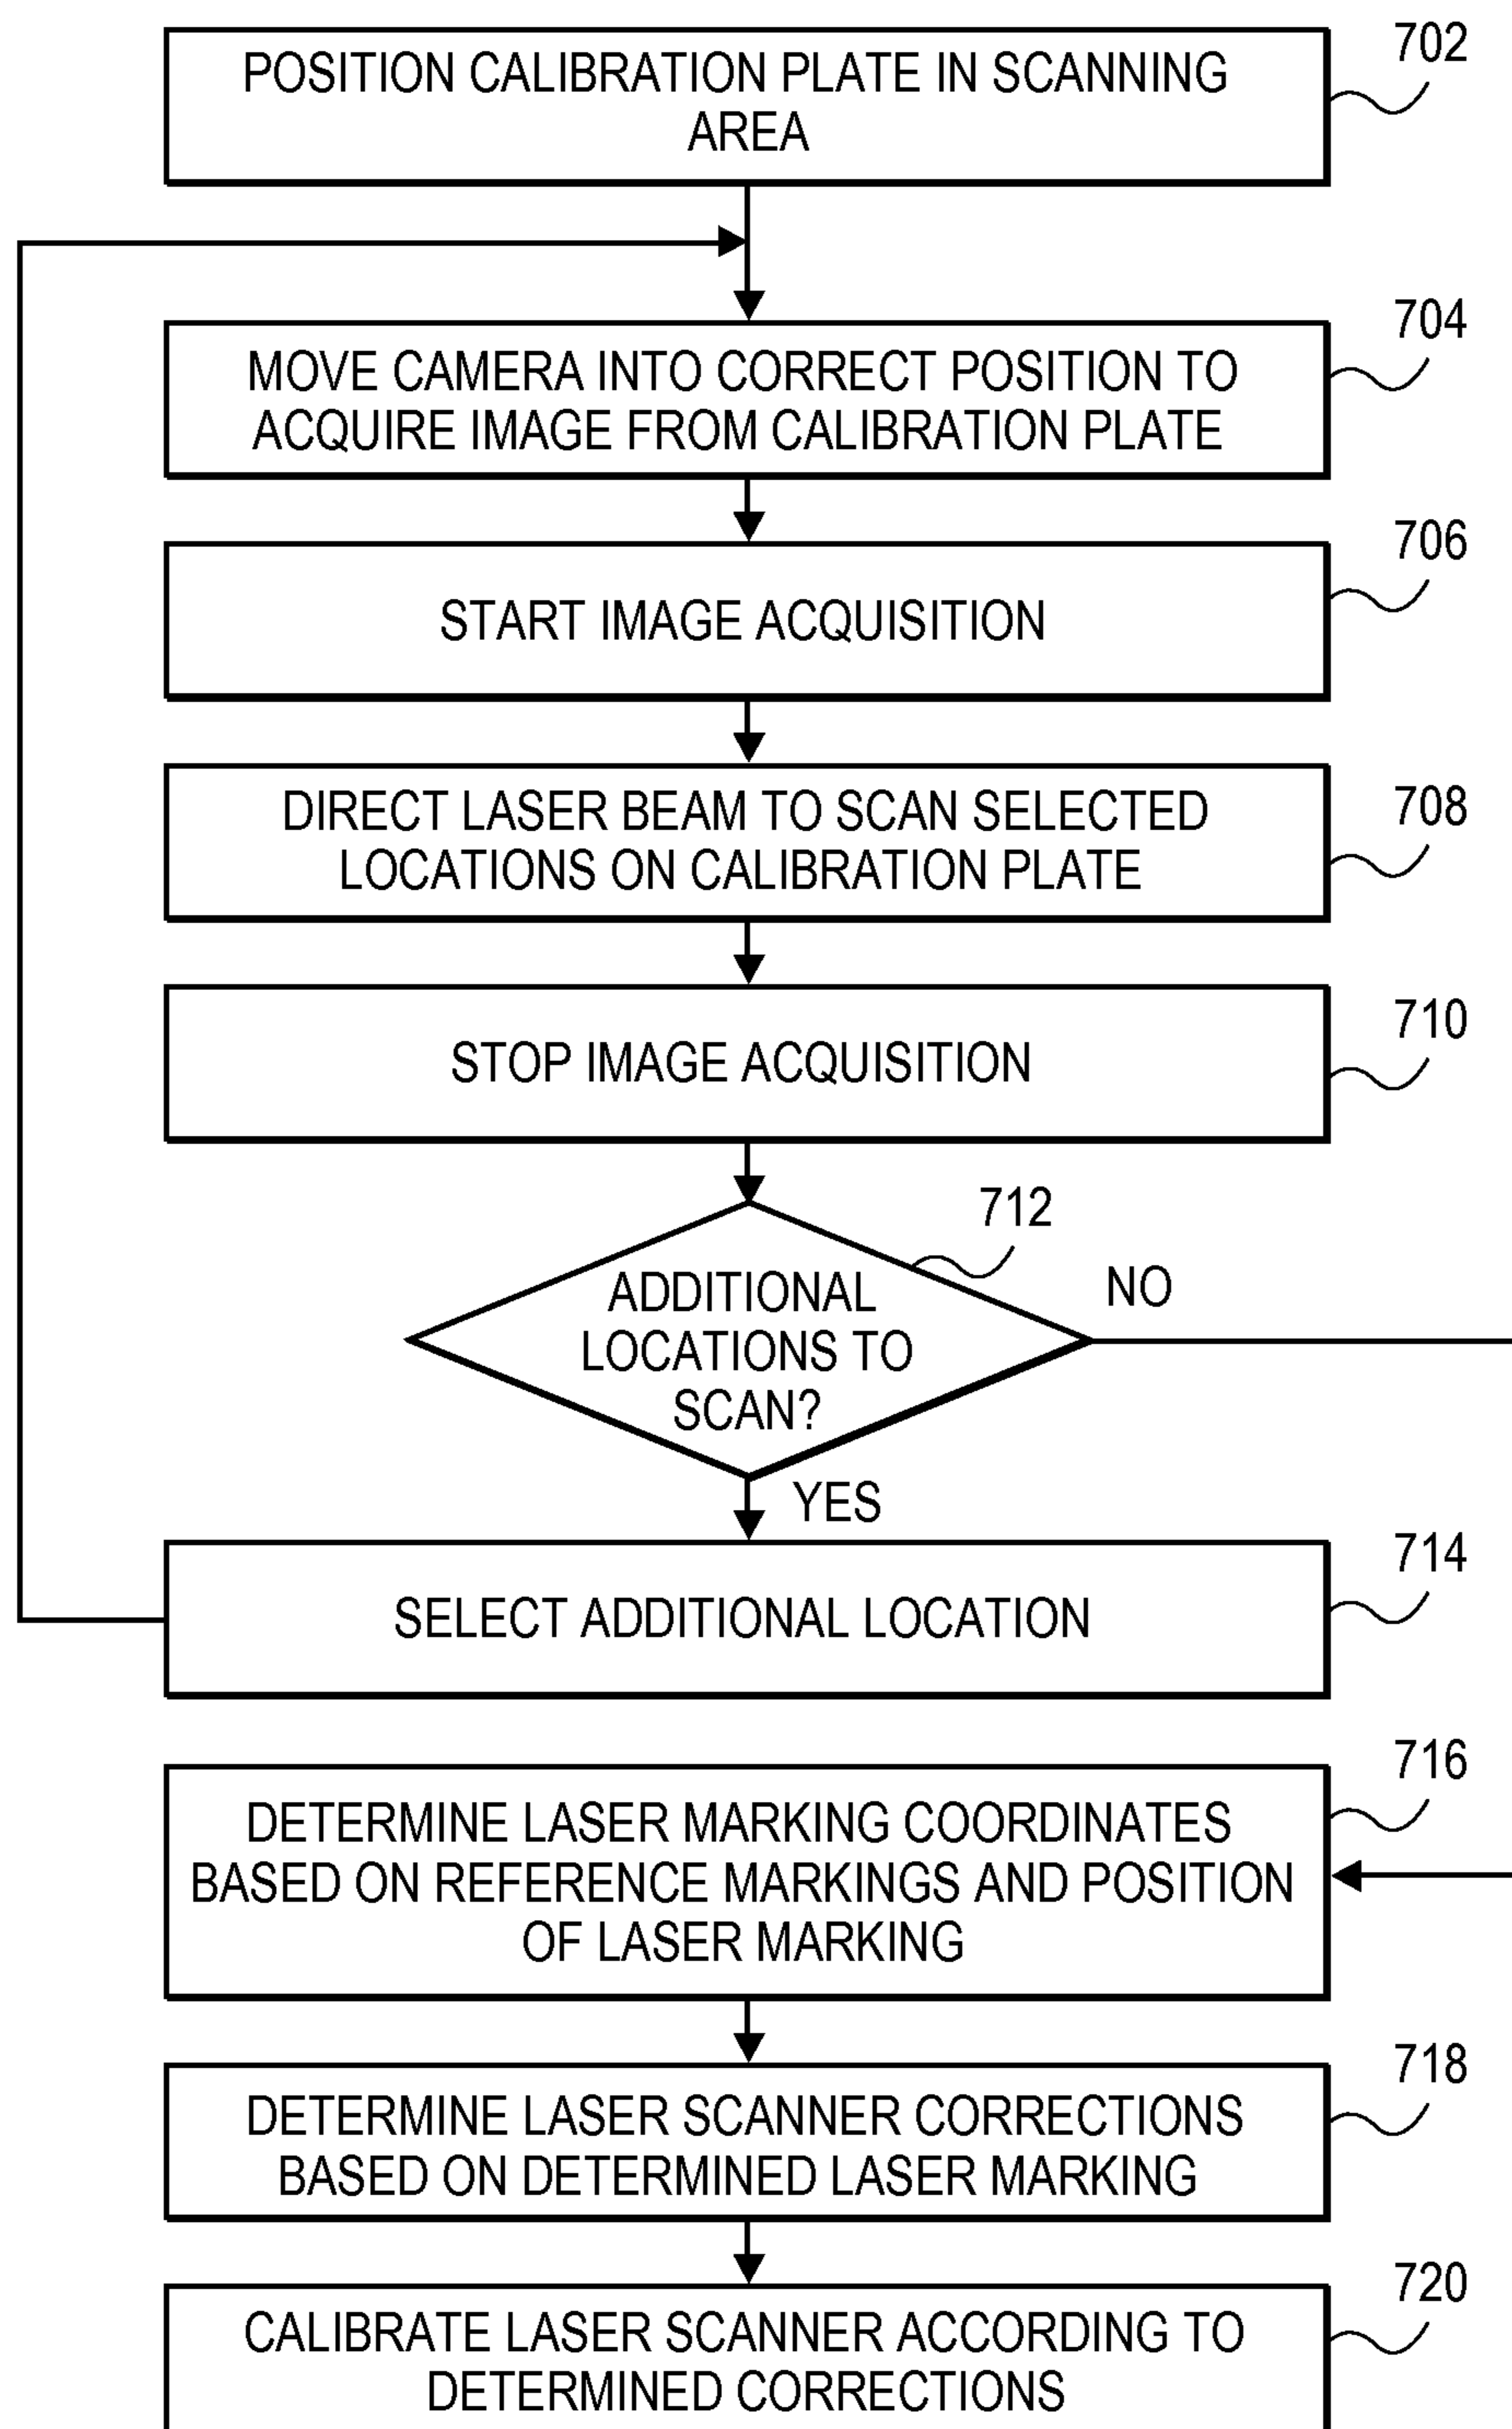 702
POSITION CALIBRATION PLATE IN SCANNING
AREA
704
MOVE CAMERA INTO CORRECT POSITION TO
ACQUIRE IMAGE FROM CALIBRATION PLATE
706
START IMAGE ACQUISITION
708
DIRECT LASER BEAM TO SCAN SELECTED
LOCATIONS ON CALIBRATION PLATE
710
STOP IMAGE ACQUISITION
712
NO
ADDITIONAL
LOCATIONS TO
SCAN?
YES
714
SELECT ADDITIONAL LOCATION
716
DETERMINE LASER MARKING COORDINATES
BASED ON REFERENCE MARKINGS AND POSITION
OF LASER MARKING
718
DETERMINE LASER SCANNER CORRECTIONS
BASED ON DETERMINED LASER MARKING
720
CALIBRATE LASER SCANNER ACCORDING TO
DETERMINED CORRECTIONS